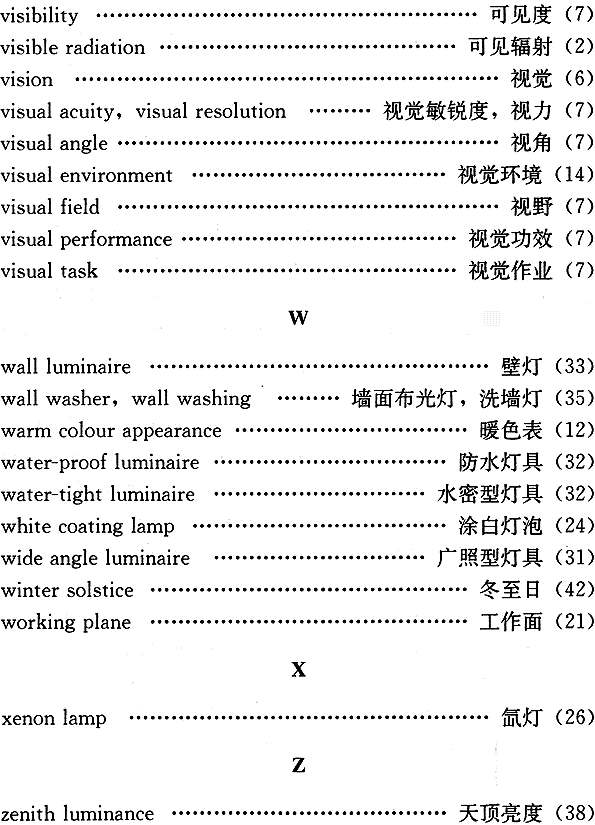 visibility ················································ 可见度（7）
visible radiation ······································ 可见辐射（2）
vision ····················································· 视觉（6）
visual acuity，visual resolution ········· 视觉敏锐度，视力（7）
visual angle ··············································· 视角（7）
visual environment ································ 视觉环境（14）
visual field ················································ 视野（7）
visual performance ··································· 视觉功效（7）
visual task ··········································· 视觉作业（7）
W
wall luminaire ··········································· 壁灯（33）
wall washer，wall washing ········· 墙面布光灯，洗墙灯（35）
warm colour appearance ······························ 暖色表（12）
water-proof luminaire ······························ 防水灯具（32）
water-tight luminaire ··························· 水密型灯具（32）
white coating lamp ································ 涂白灯泡（24）
wide angle luminaire ··························· 广照型灯具（31）
winter solstice ········································ 冬至日（42）
working plane ········································ 工作面（21）
X
xenon lamp ·············································· 氙灯（26）
Z
zenith luminance ··································· 天顶亮度（38）